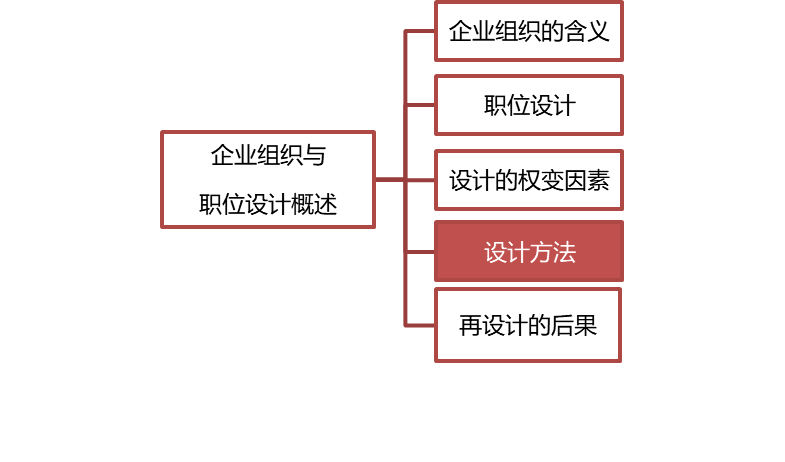 企业组织的含义
职位设计
企业组织与
职位设计概述
设计的权变因素
设计方法
再设计的后果